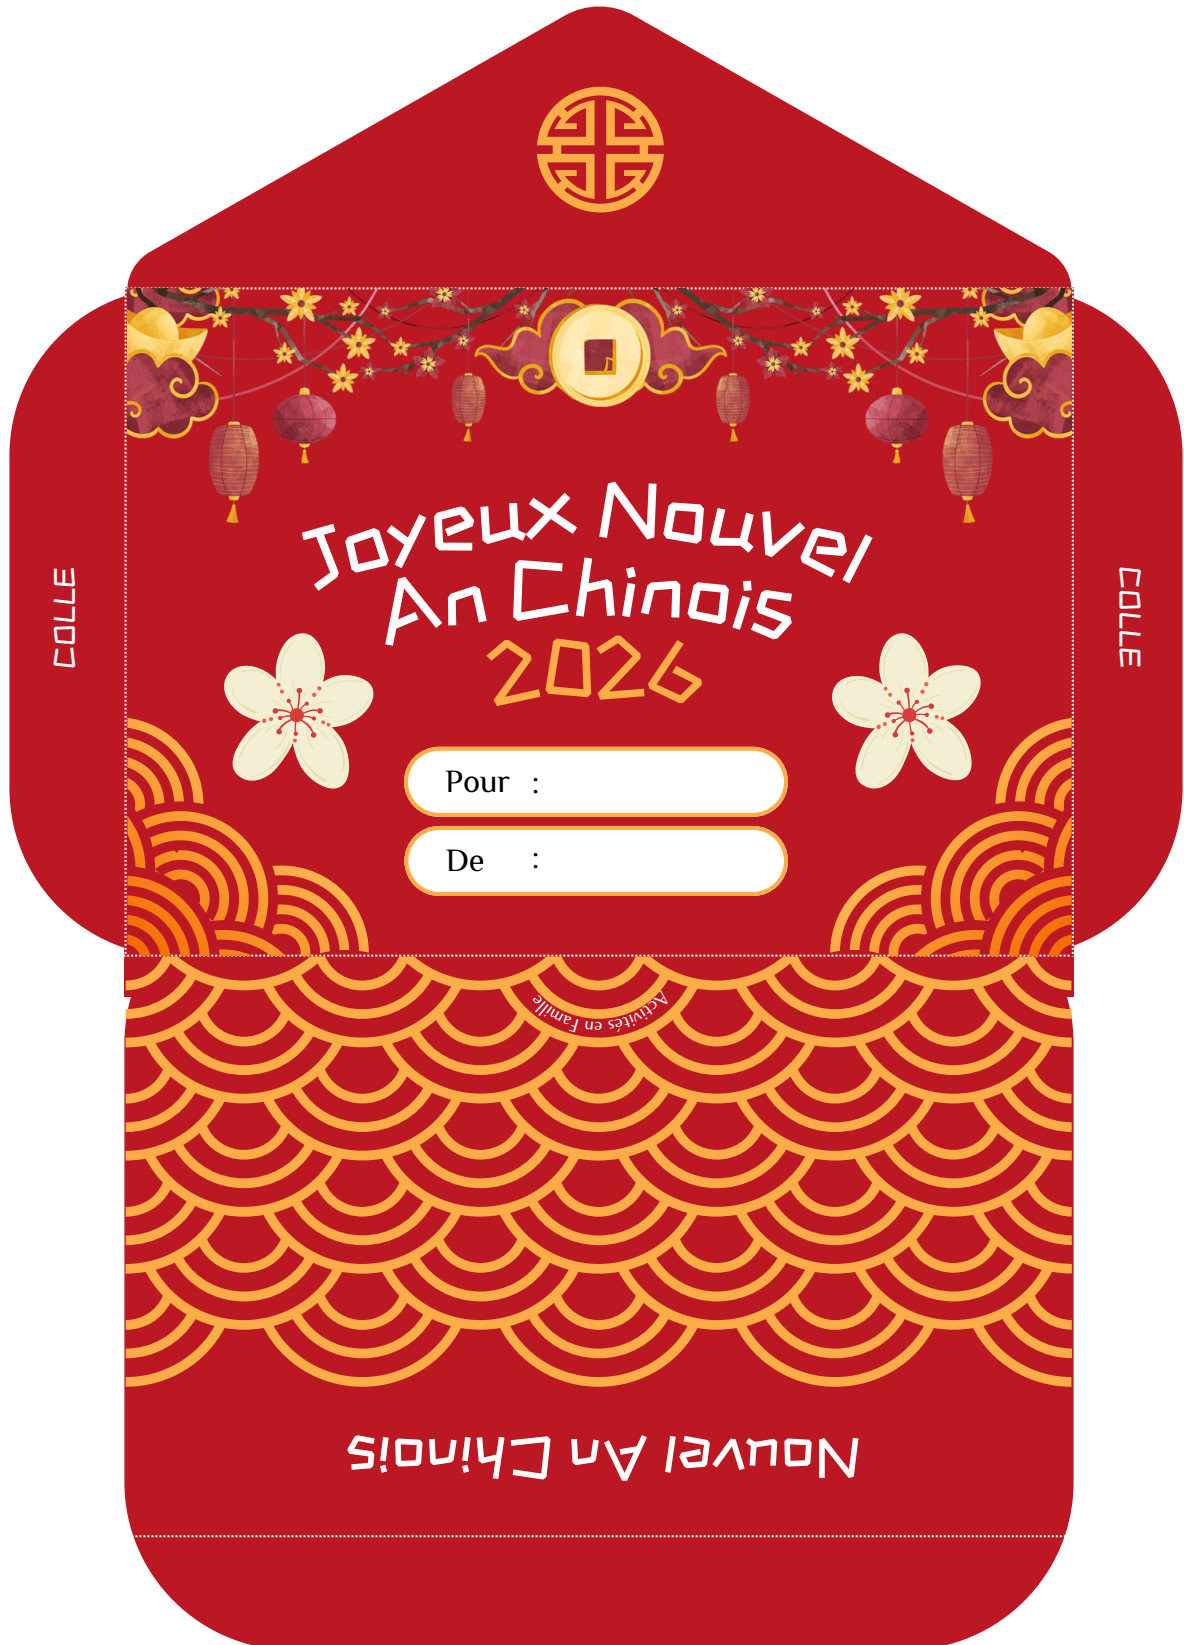 COLLE
Joyeux Nouvel
An Chinois
2026
COLLE
Pour :
De :
Activités en Famille
Nouvel An Chinois